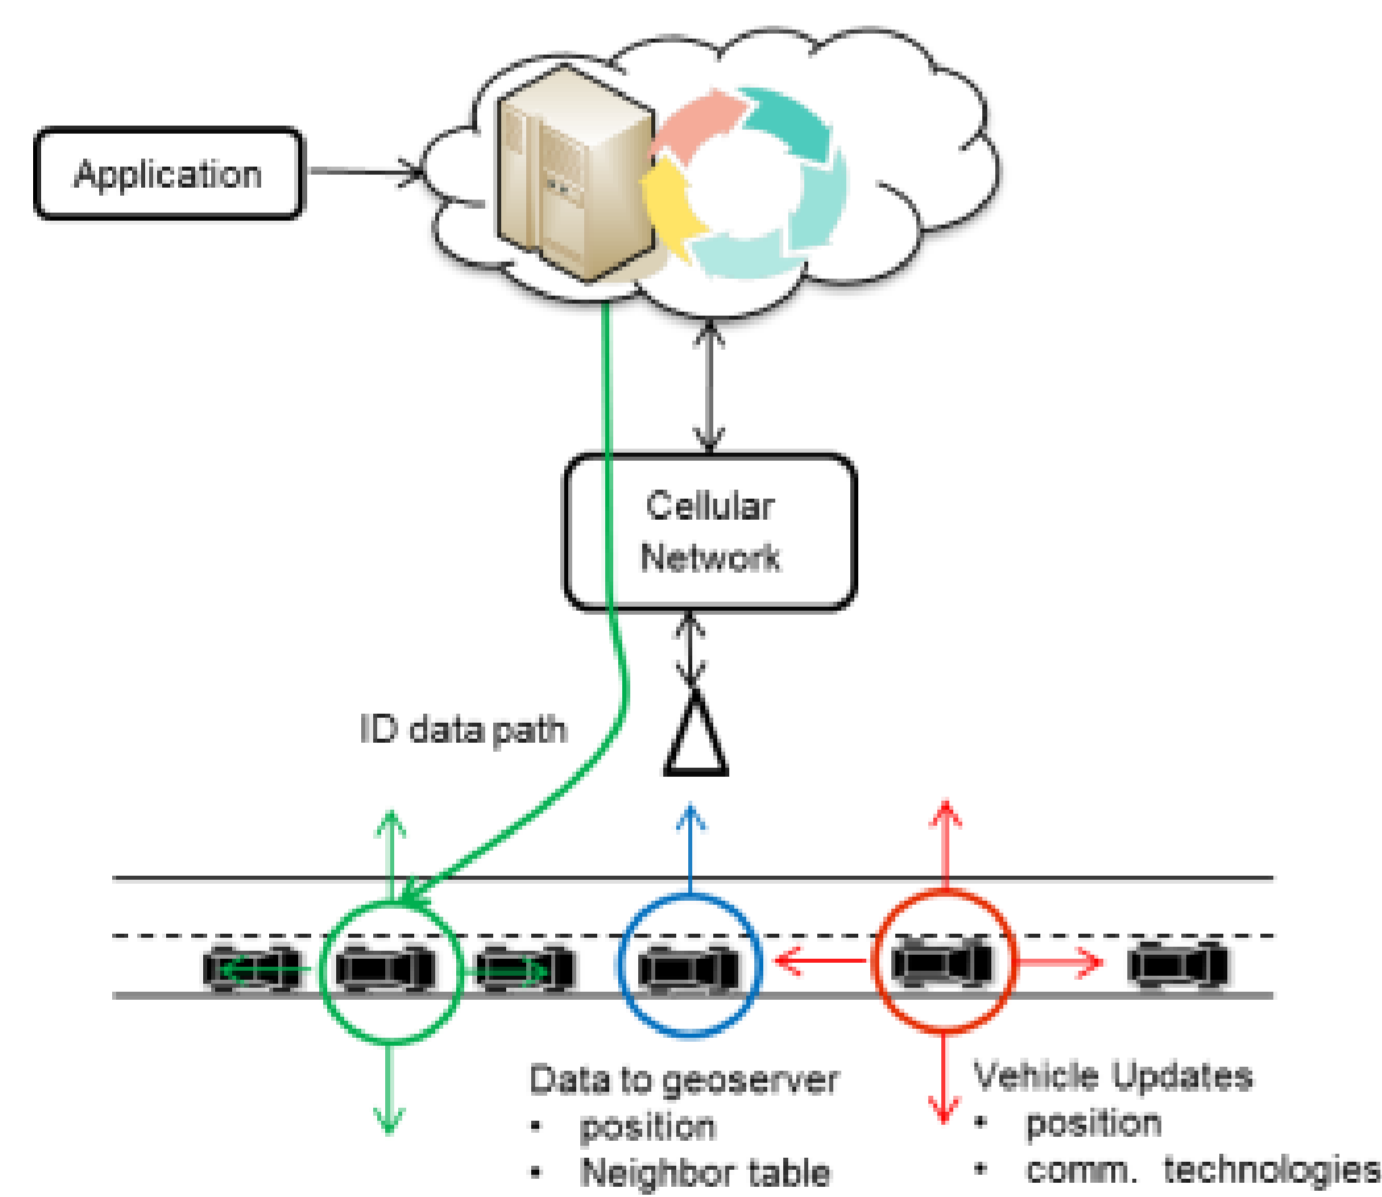 Application
Cellular
Network
ID data path
Data to geoserver
• position
• Neighbor table
Vehicle Updates
• position
• comm. technologies